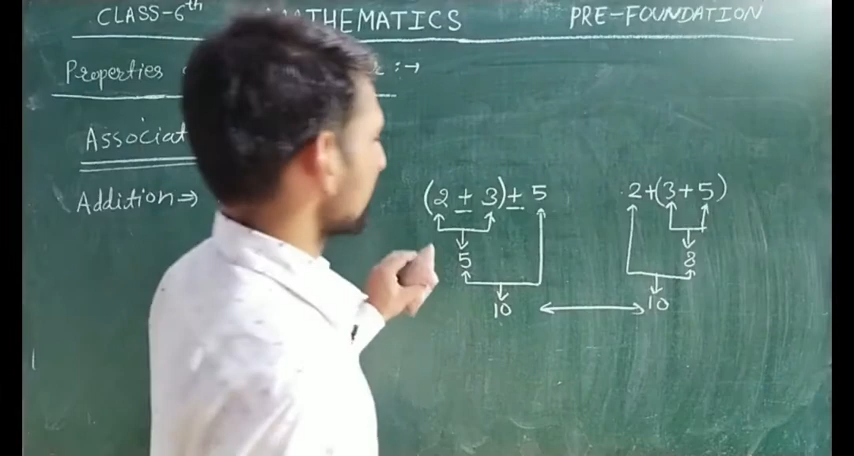 CLASS-6th MATHEMATICS PRE-FOUNDATION
Properties :→
Associat
Addition ⇒ (2 + 3) + 5 2+(3+5)
5 8
10 ↔ 10